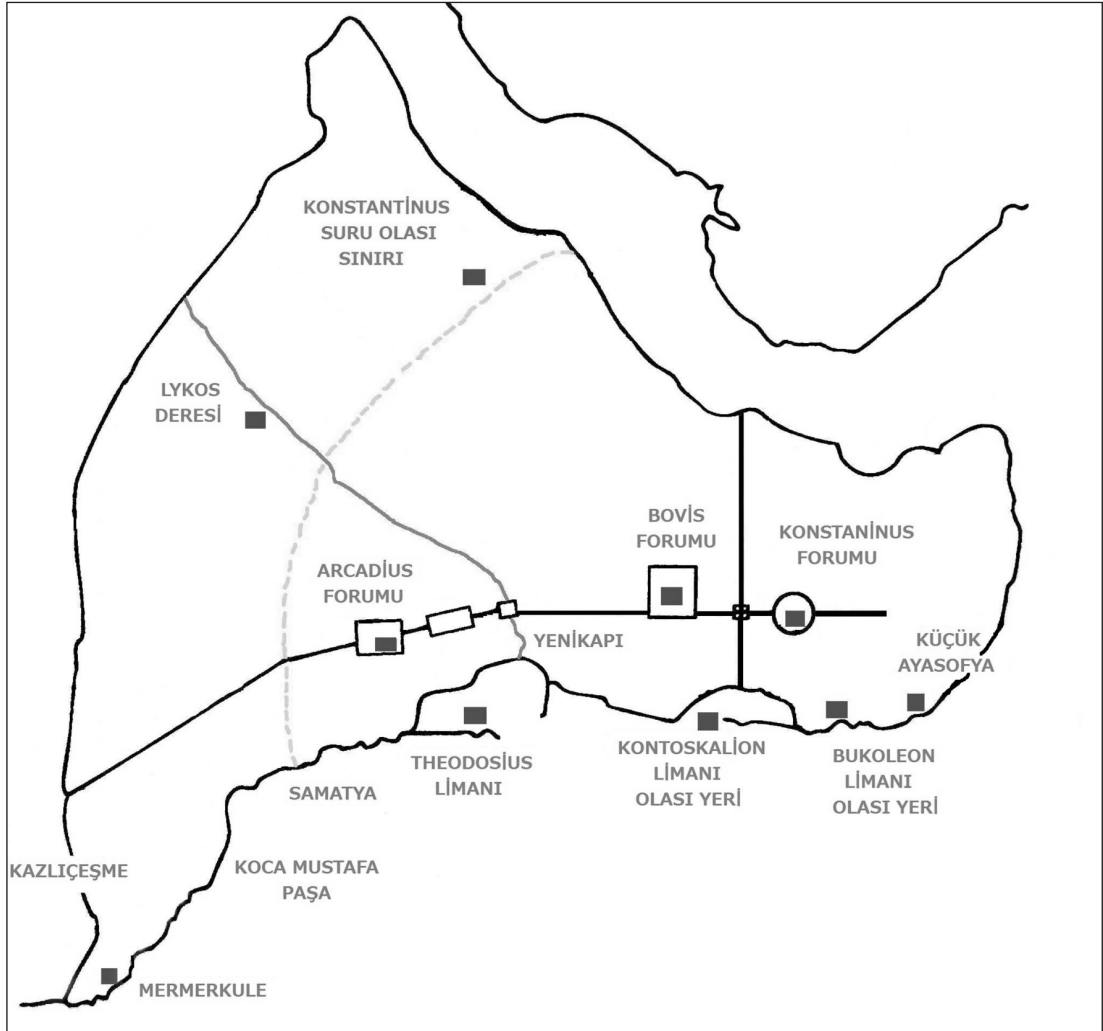 KONSTANTİNUS
SURU OLASI
SINIRI
LYKOS
DERESİ
BOVİS
FORUMU
KONSTANİNUS
FORUMU
ARCADİUS
FORUMU
YENİKAPI
KÜÇÜK
AYASOFYA
THEODOSİUS
LİMANI
KONTOSKALİON
LİMANI
OLASI YERİ
BUKOLEON
LİMANI
OLASI YERİ
SAMATYA
KAZLIÇEŞME
KOCA MUSTAFA
PAŞA
MERMERKULE